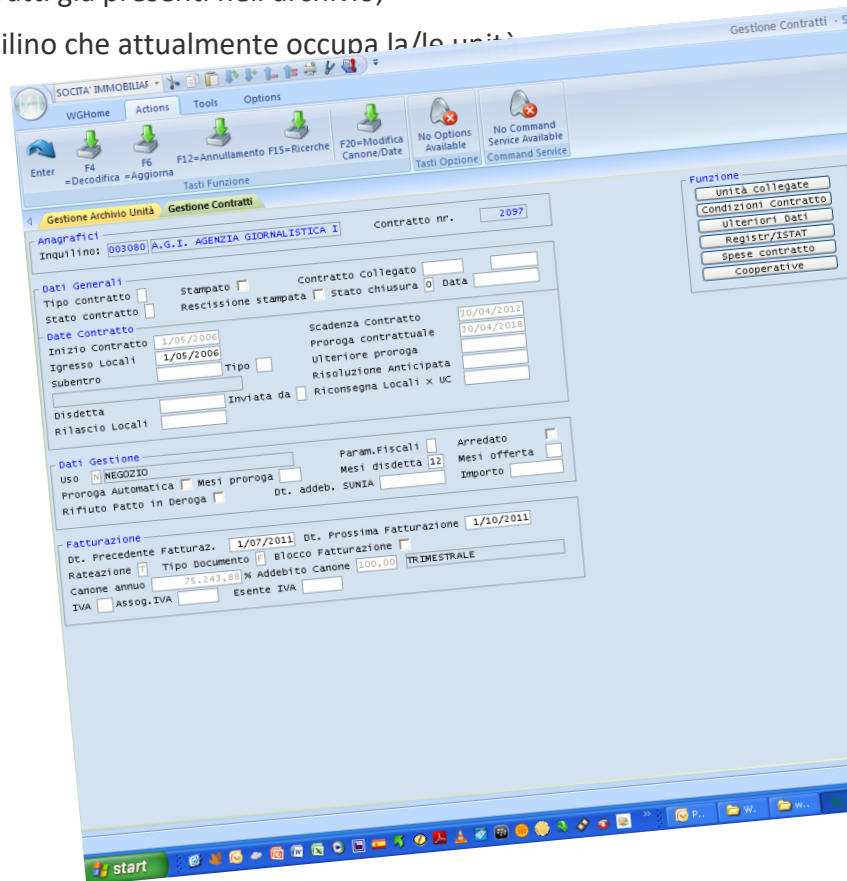 ilino che attualmente occupa la/le unità
Gestione Contratti - S
SOCITA' IMMOBILIAF
WGHome Actions Tools Options
Enter
F4 =Decodifica
F6 =Aggiorna
F12=Annullamento
F15=Ricerche
F20=Modifica Canone/Date
No Options Available
No Command Service Available
Tasti Funzione
Tasti Opzione
Command Service
Gestione Archivio Unità
Gestione Contratti
Anagrafici
Inquilino: 003080 A.G.I. AGENZIA GIORNALISTICA I Contratto nr. 2097
Dati Generali
Tipo contratto Stampato Contratto Collegato
Stato contratto Rescissione stampata Stato chiusura 0 Data
Date Contratto
Inizio Contratto 1/05/2006 Scadenza Contratto 30/04/2012
Igresso Locali 1/05/2006 Proroga contrattuale 30/04/2018
Subentro Tipo Ulteriore proroga
Risoluzione Anticipata
Disdetta Inviata da Riconsegna Locali x UC
Rilascio Locali
Dati Gestione
Uso N NEGOZIO Param.Fiscali Arredato
Proroga Automatica Mesi proroga Mesi disdetta 12 Mesi offerta
Rifiuto Patto in Deroga Dt. addeb. SUNIA Importo
Fatturazione
Dt. Precedente Fatturaz. 1/07/2011 Dt. Prossima Fatturazione 1/10/2011
Rateazione T Tipo Documento F Blocco Fatturazione
Canone annuo 75.243,88 % Addebito Canone 100,00 TRIMESTRALE
IVA Assog.IVA Esente IVA
Funzione
Unità collegate
Condizioni Contratto
Ulteriori Dati
Registr/ISTAT
Spese contratto
Cooperative
start
P..
W.
w..